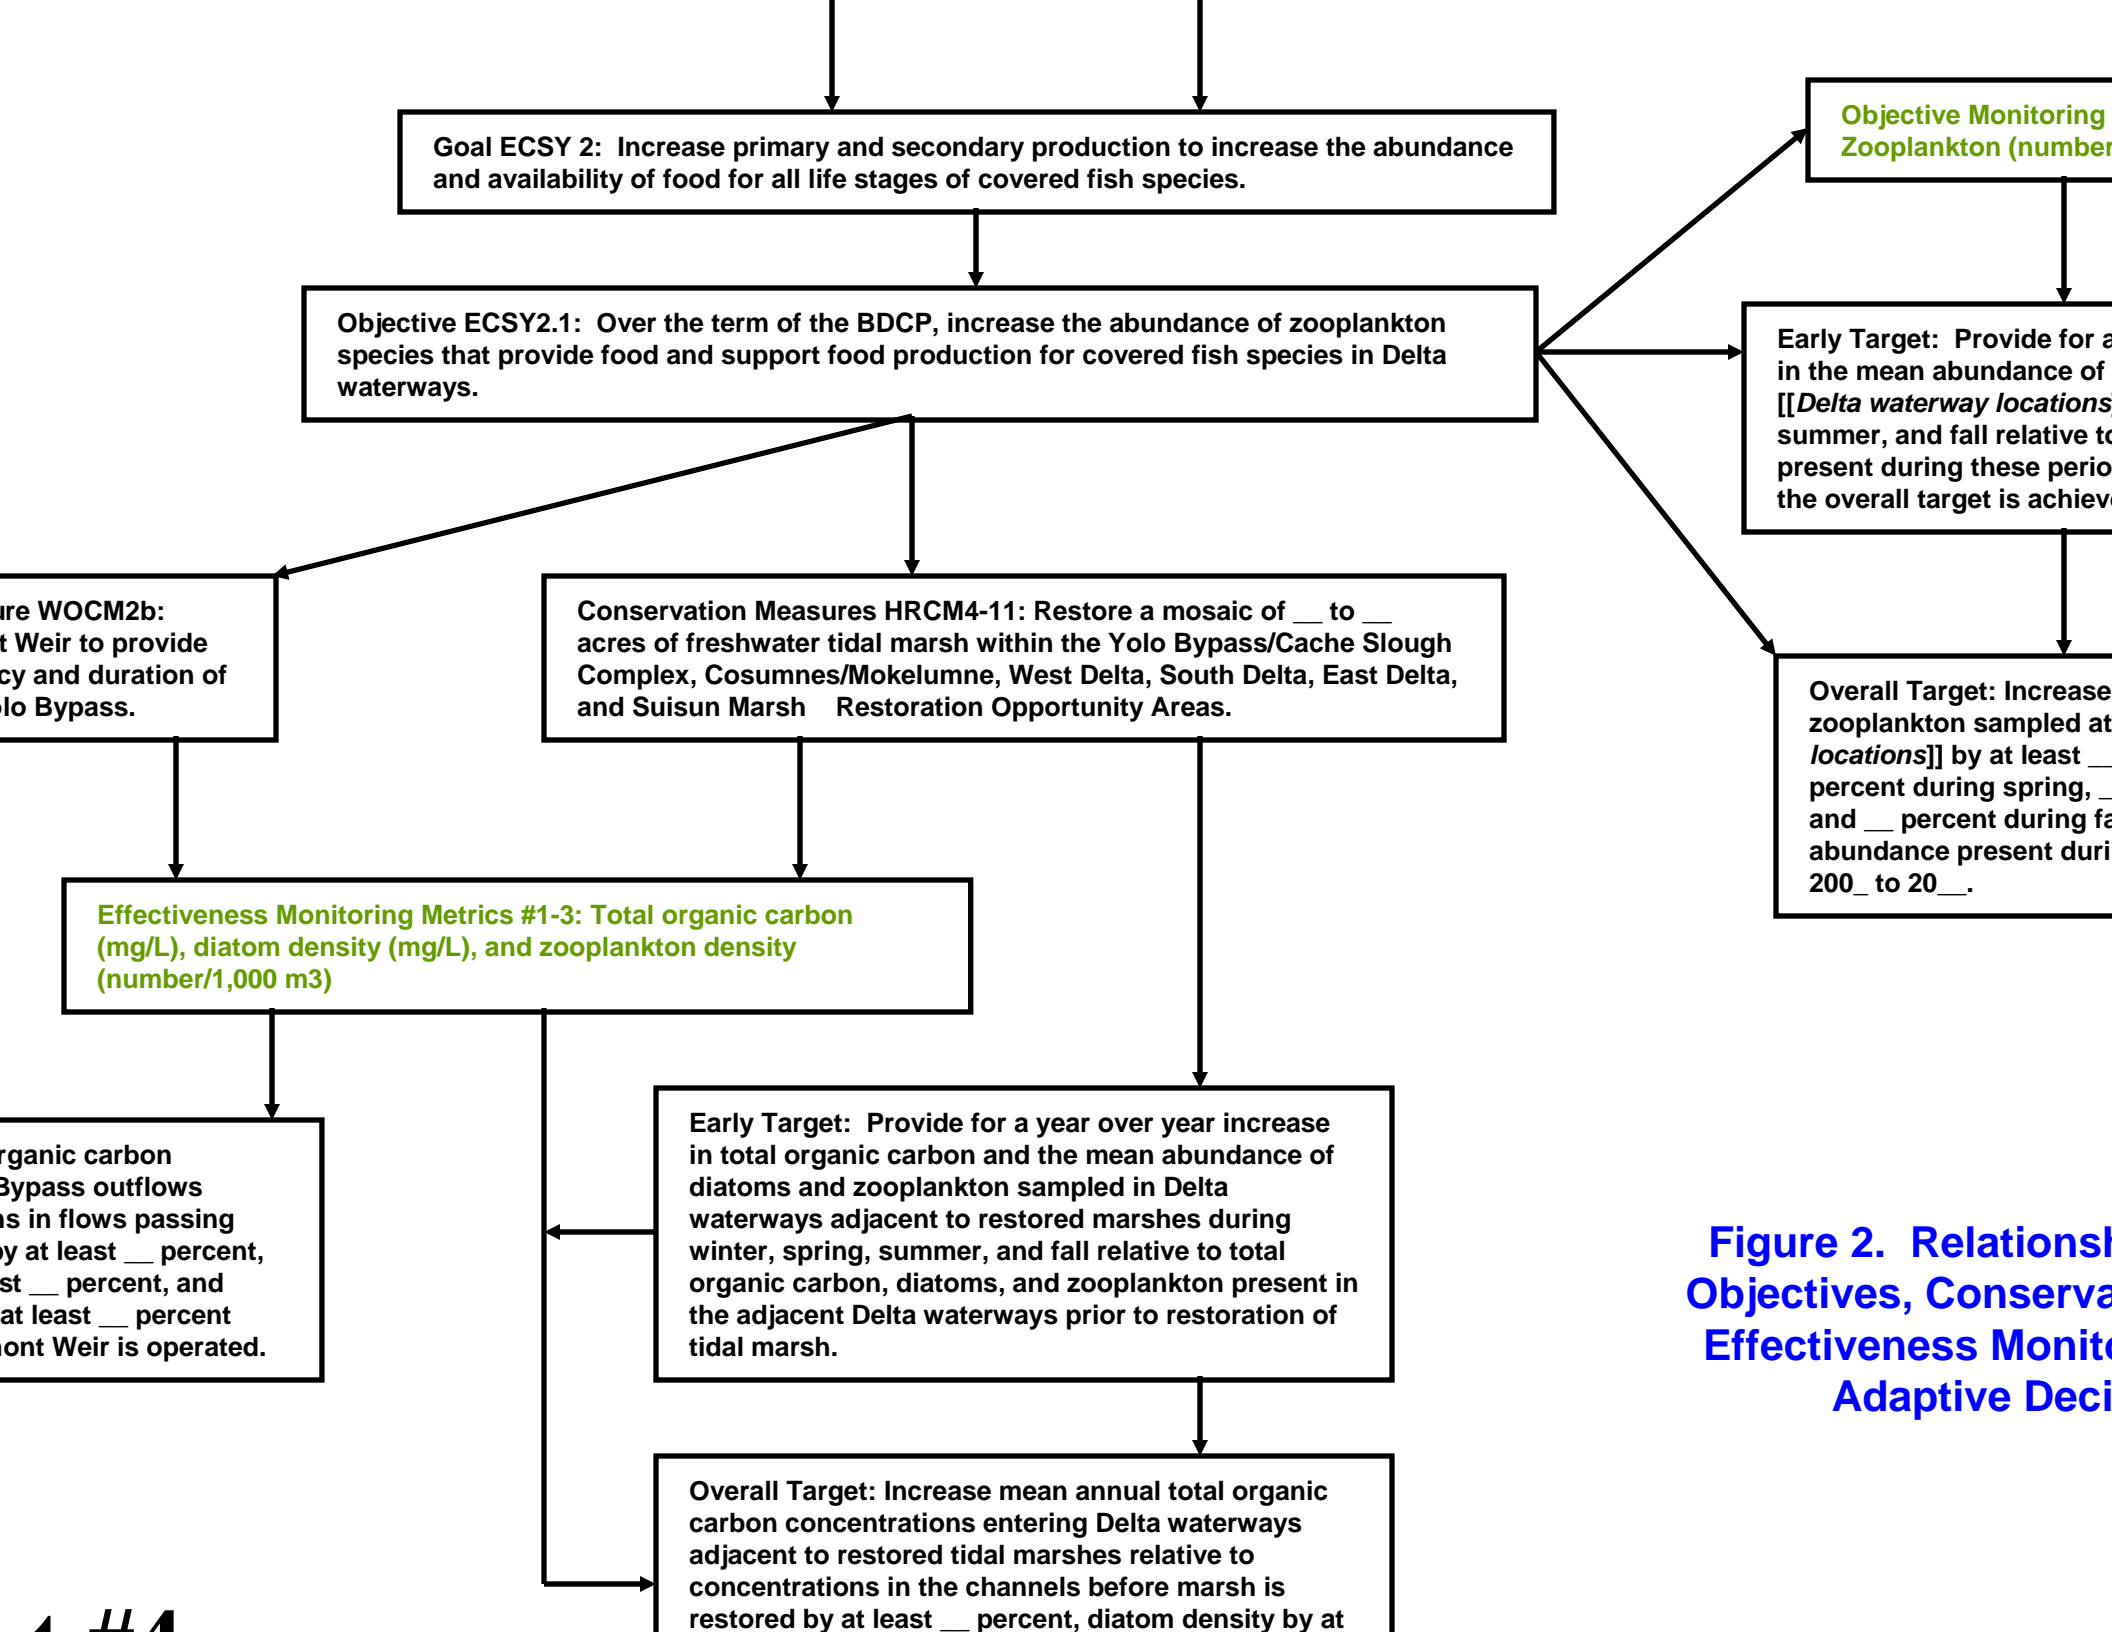 Goal ECSY 2:  Increase primary and secondary production to increase the abundance
and availability of food for all life stages of covered fish species.
Objective Monitoring
Zooplankton (number
Objective ECSY2.1:  Over the term of the BDCP, increase the abundance of zooplankton
species that provide food and support food production for covered fish species in Delta
waterways.
Early Target:  Provide for a
in the mean abundance of
[[Delta waterway locations]
summer, and fall relative to
present during these perio
the overall target is achiev
ure WOCM2b:
t Weir to provide
cy and duration of
lo Bypass.
Conservation Measures HRCM4-11: Restore a mosaic of __ to __
acres of freshwater tidal marsh within the Yolo Bypass/Cache Slough
Complex, Cosumnes/Mokelumne, West Delta, South Delta, East Delta,
and Suisun Marsh    Restoration Opportunity Areas.
Overall Target: Increase
zooplankton sampled at
locations]] by at least __
percent during spring, _
and __ percent during fa
abundance present duri
200_ to 20__.
Effectiveness Monitoring Metrics #1-3: Total organic carbon
(mg/L), diatom density (mg/L), and zooplankton density
(number/1,000 m3)
rganic carbon
Bypass outflows
ns in flows passing
by at least __ percent,
st __ percent, and
at least __ percent
mont Weir is operated.
Early Target:  Provide for a year over year increase
in total organic carbon and the mean abundance of
diatoms and zooplankton sampled in Delta
waterways adjacent to restored marshes during
winter, spring, summer, and fall relative to total
organic carbon, diatoms, and zooplankton present in
the adjacent Delta waterways prior to restoration of
tidal marsh.
Figure 2.  Relationsh
Objectives, Conserva
Effectiveness Monito
Adaptive Deci
Overall Target: Increase mean annual total organic
carbon concentrations entering Delta waterways
adjacent to restored tidal marshes relative to
concentrations in the channels before marsh is
restored by at least __ percent, diatom density by at
#4